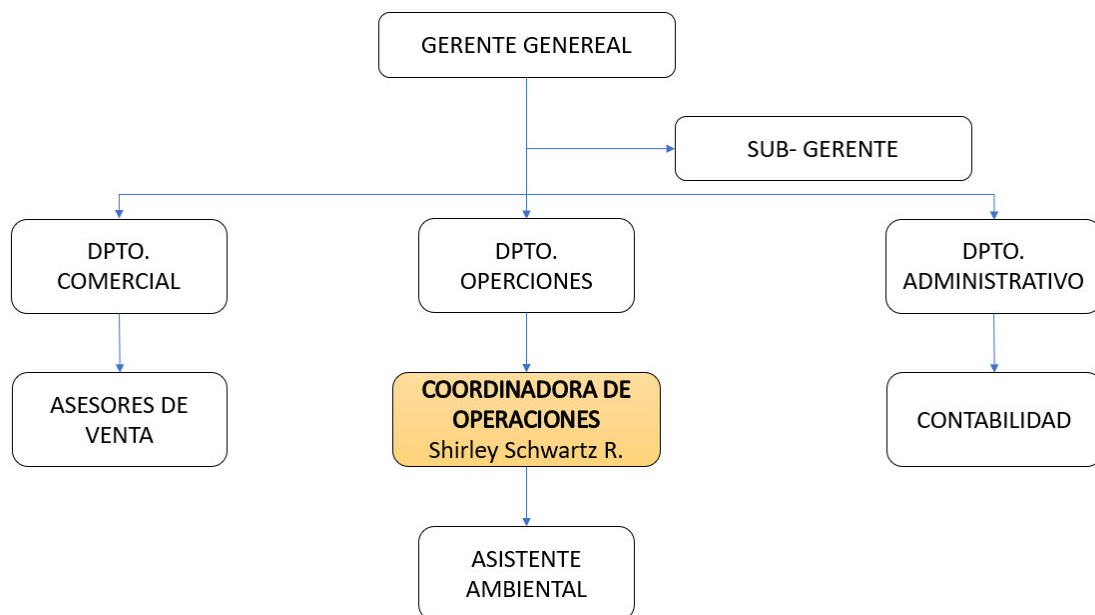 GERENTE GENEREAL
SUB- GERENTE
DPTO.
COMERCIAL
DPTO.
OPERCIONES
DPTO.
ADMINISTRATIVO
ASESORES DE
VENTA
COORDINADORA DE
OPERACIONES
Shirley Schwartz R.
CONTABILIDAD
ASISTENTE
AMBIENTAL